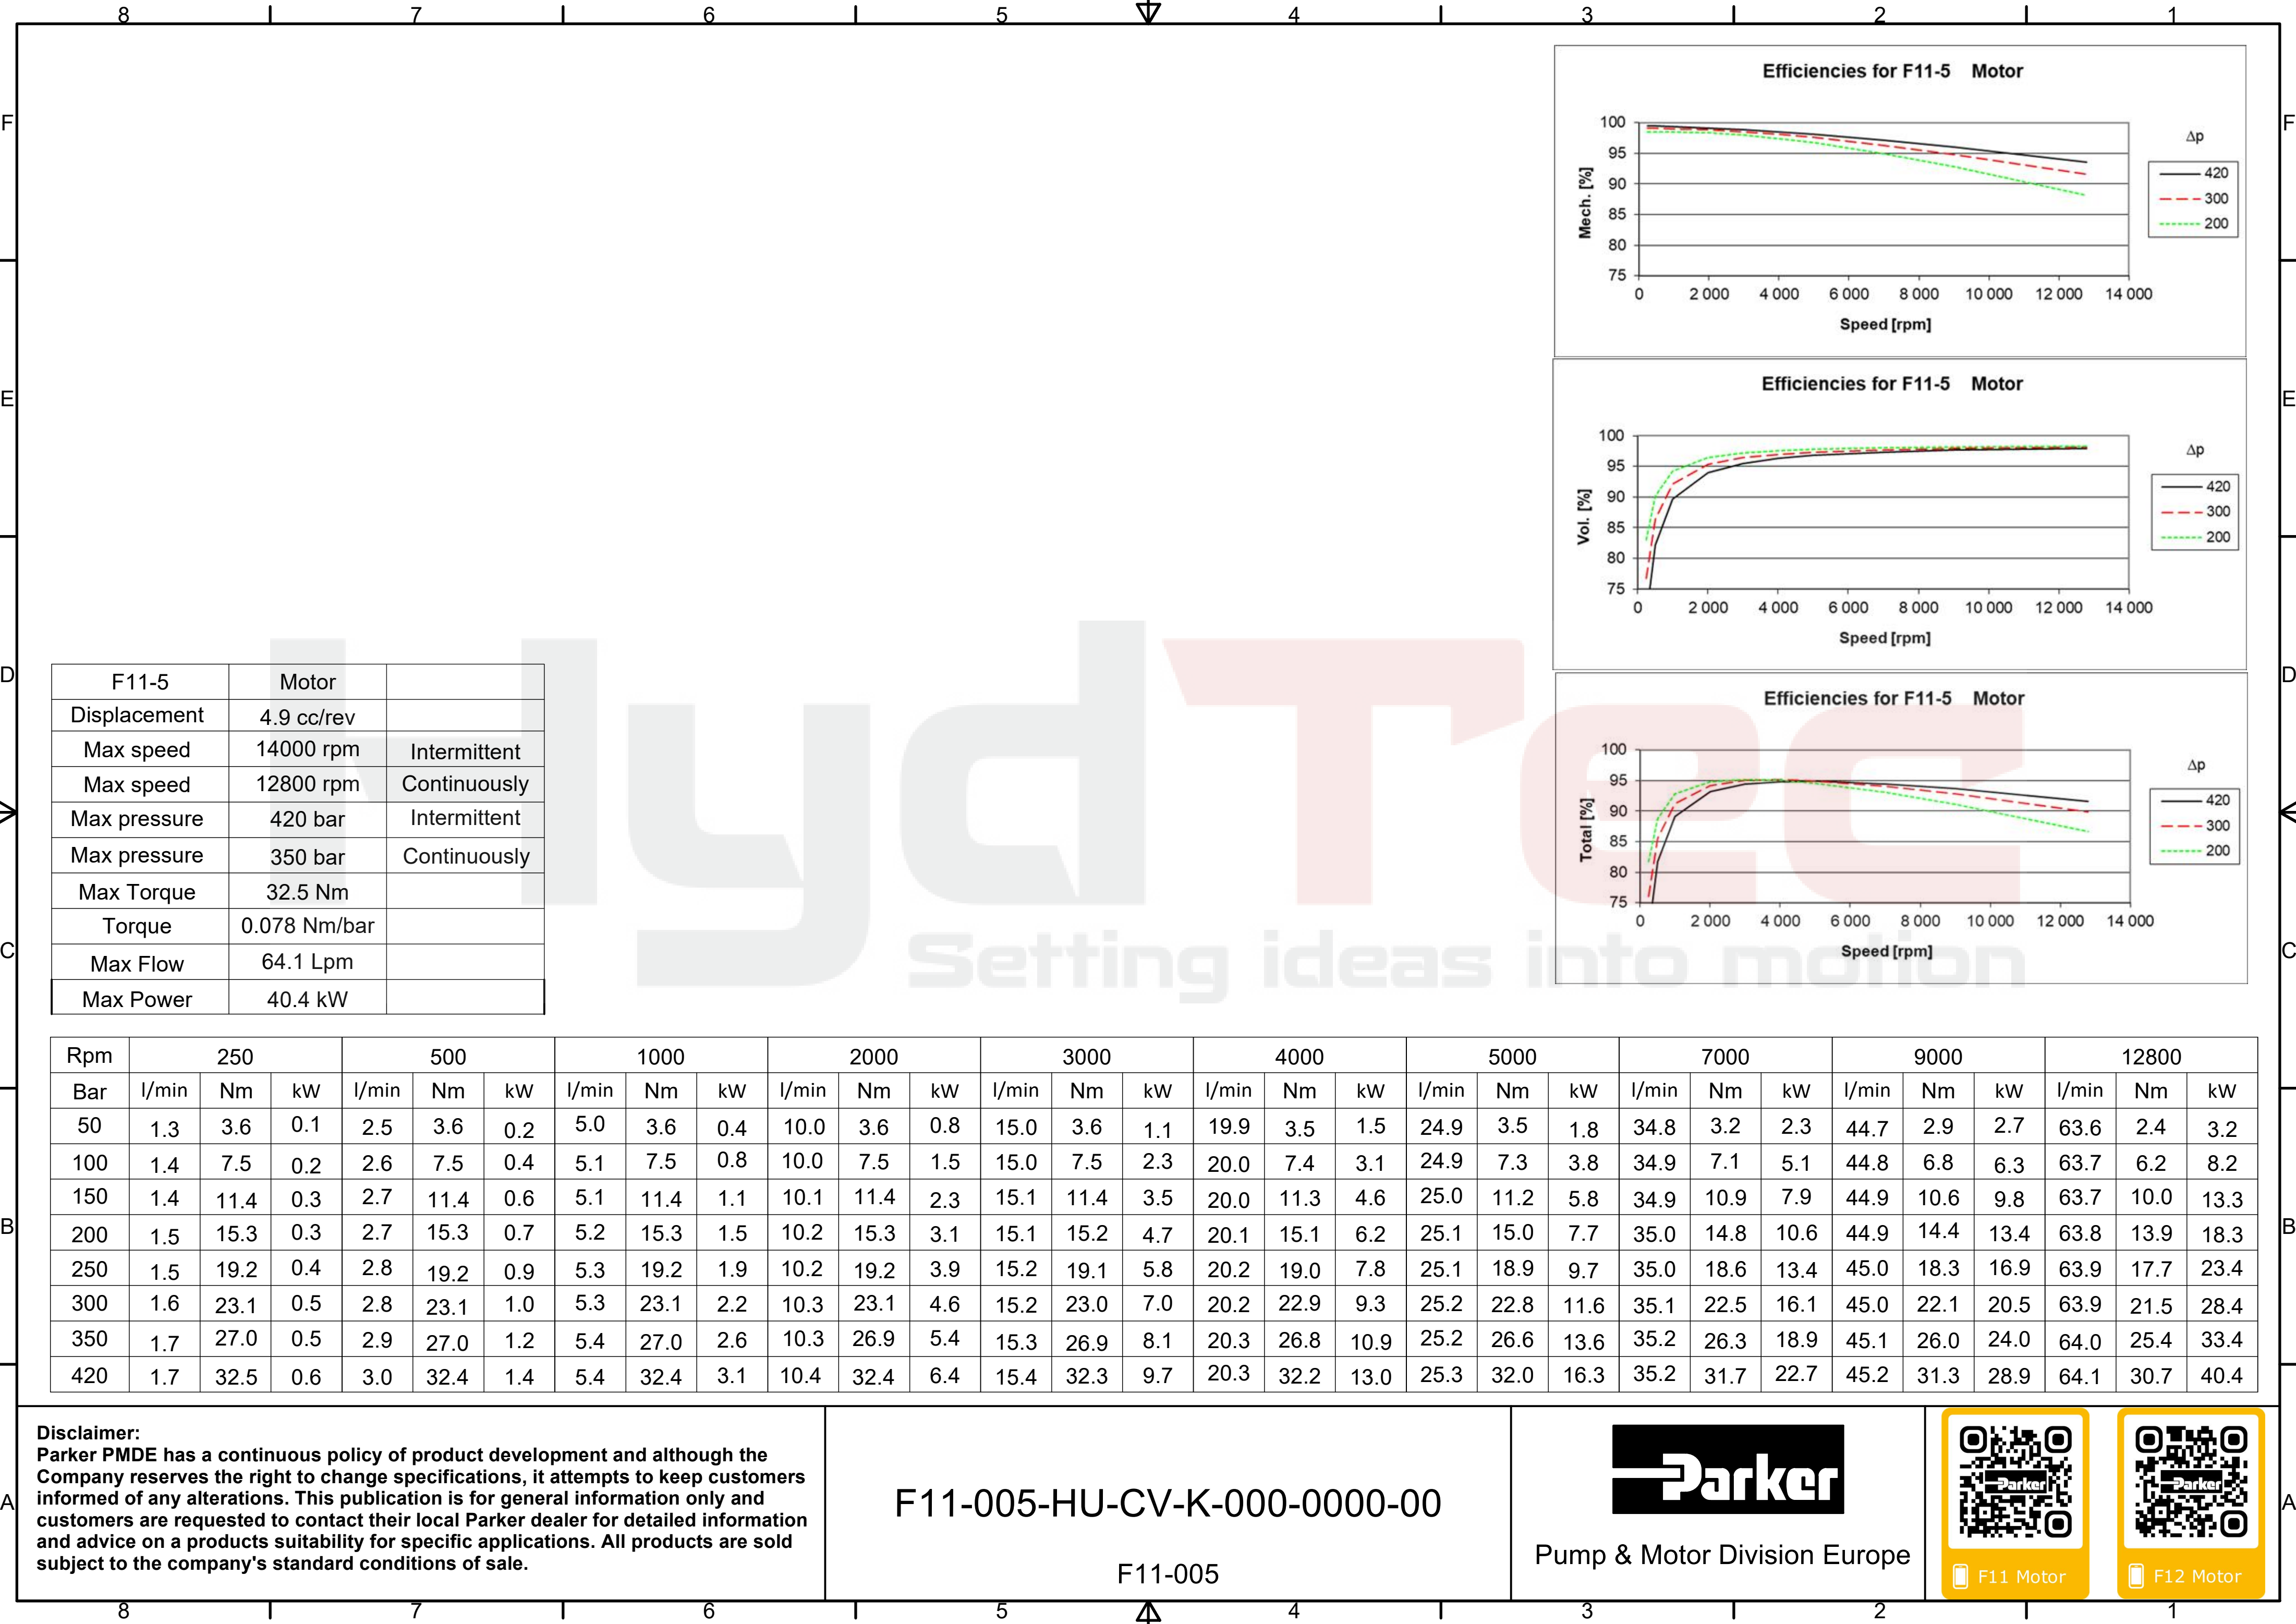 8 7 6 5 4 3 2 1
F F
E E
D D
C C
B B
A A
Efficiencies for F11-5 Motor
100
95
90
85
80
75
Mech. [%]
0 2 000 4 000 6 000 8 000 10 000 12 000 14 000
Speed [rpm]
Δp
420
300
200
Efficiencies for F11-5 Motor
100
95
90
85
80
75
Vol. [%]
0 2 000 4 000 6 000 8 000 10 000 12 000 14 000
Speed [rpm]
Δp
420
300
200
Efficiencies for F11-5 Motor
100
95
90
85
80
75
Total [%]
0 2 000 4 000 6 000 8 000 10 000 12 000 14 000
Speed [rpm]
Δp
420
300
200
HydTec
Setting ideas into motion
F11-5 Motor
Displacement 4.9 cc/rev
Max speed 14000 rpm Intermittent
Max speed 12800 rpm Continuously
Max pressure 420 bar Intermittent
Max pressure 350 bar Continuously
Max Torque 32.5 Nm
Torque 0.078 Nm/bar
Max Flow 64.1 Lpm
Max Power 40.4 kW
Rpm 250 500 1000 2000 3000 4000 5000 7000 9000 12800
Bar l/min Nm kW l/min Nm kW l/min Nm kW l/min Nm kW l/min Nm kW l/min Nm kW l/min Nm kW l/min Nm kW l/min Nm kW l/min Nm kW
50 1.3 3.6 0.1 2.5 3.6 0.2 5.0 3.6 0.4 10.0 3.6 0.8 15.0 3.6 1.1 19.9 3.5 1.5 24.9 3.5 1.8 34.8 3.2 2.3 44.7 2.9 2.7 63.6 2.4 3.2
100 1.4 7.5 0.2 2.6 7.5 0.4 5.1 7.5 0.8 10.0 7.5 1.5 15.0 7.5 2.3 20.0 7.4 3.1 24.9 7.3 3.8 34.9 7.1 5.1 44.8 6.8 6.3 63.7 6.2 8.2
150 1.4 11.4 0.3 2.7 11.4 0.6 5.1 11.4 1.1 10.1 11.4 2.3 15.1 11.4 3.5 20.0 11.3 4.6 25.0 11.2 5.8 34.9 10.9 7.9 44.9 10.6 9.8 63.7 10.0 13.3
200 1.5 15.3 0.3 2.7 15.3 0.7 5.2 15.3 1.5 10.2 15.3 3.1 15.1 15.2 4.7 20.1 15.1 6.2 25.1 15.0 7.7 35.0 14.8 10.6 44.9 14.4 13.4 63.8 13.9 18.3
250 1.5 19.2 0.4 2.8 19.2 0.9 5.3 19.2 1.9 10.2 19.2 3.9 15.2 19.1 5.8 20.2 19.0 7.8 25.1 18.9 9.7 35.0 18.6 13.4 45.0 18.3 16.9 63.9 17.7 23.4
300 1.6 23.1 0.5 2.8 23.1 1.0 5.3 23.1 2.2 10.3 23.1 4.6 15.2 23.0 7.0 20.2 22.9 9.3 25.2 22.8 11.6 35.1 22.5 16.1 45.0 22.1 20.5 63.9 21.5 28.4
350 1.7 27.0 0.5 2.9 27.0 1.2 5.4 27.0 2.6 10.3 26.9 5.4 15.3 26.9 8.1 20.3 26.8 10.9 25.2 26.6 13.6 35.2 26.3 18.9 45.1 26.0 24.0 64.0 25.4 33.4
420 1.7 32.5 0.6 3.0 32.4 1.4 5.4 32.4 3.1 10.4 32.4 6.4 15.4 32.3 9.7 20.3 32.2 13.0 25.3 32.0 16.3 35.2 31.7 22.7 45.2 31.3 28.9 64.1 30.7 40.4
Disclaimer:
Parker PMDE has a continuous policy of product development and although the
Company reserves the right to change specifications, it attempts to keep customers
informed of any alterations. This publication is for general information only and
customers are requested to contact their local Parker dealer for detailed information
and advice on a products suitability for specific applications. All products are sold
subject to the company's standard conditions of sale.
F11-005-HU-CV-K-000-0000-00
F11-005
Parker
Pump & Motor Division Europe
Parker
F11 Motor
Parker
F12 Motor
8 7 6 5 4 3 2 1